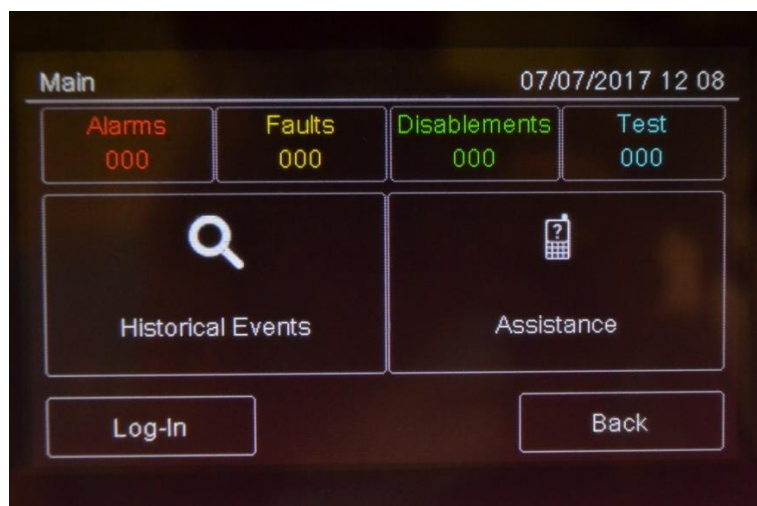 Main 07/07/2017 12 08
Alarms Faults Disablements Test
000 000 000 000
?
Historical Events Assistance
Log-In Back